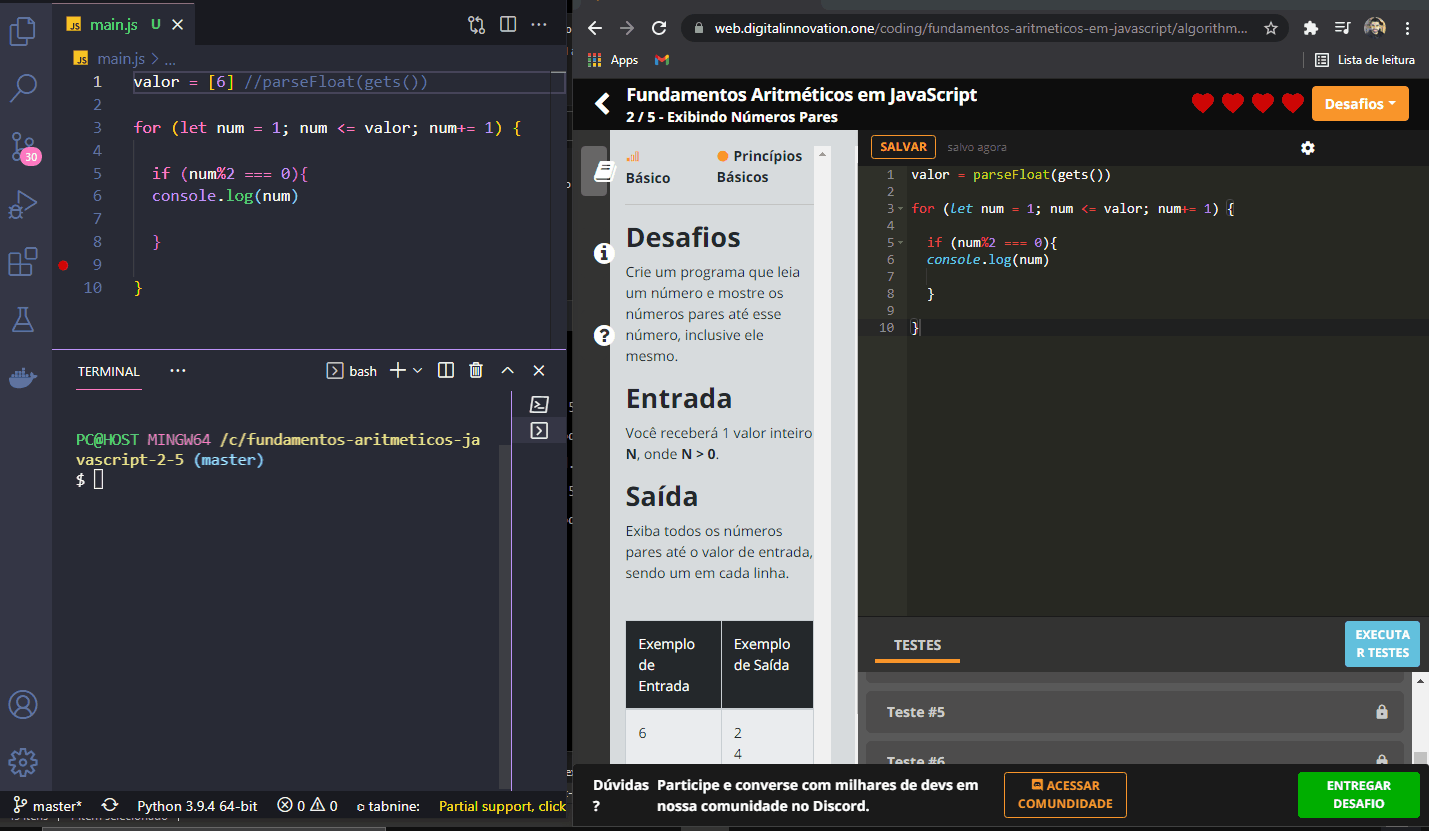 main.js U
main.js > ...
1 valor = [6] //parseFloat(gets())
2
3 for (let num = 1; num <= valor; num+= 1) {
4
5 if (num%2 === 0){
6 console.log(num)
7
8 }
9
10 }
30
TERMINAL
bash
PC@HOST MINGW64 /c/fundamentos-aritmeticos-ja
vascript-2-5 (master)
$
master*
Python 3.9.4 64-bit
0 0
tabnine:
Partial support, click
web.digitalinnovation.one/coding/fundamentos-aritmeticos-em-javascript/algorithm...
Apps
Lista de leitura
Fundamentos Aritméticos em JavaScript
2 / 5 - Exibindo Números Pares
Desafios
Básico
Princípios
Básicos
Desafios
Crie um programa que leia
um número e mostre os
números pares até esse
número, inclusive ele
mesmo.
Entrada
Você receberá 1 valor inteiro
N, onde N > 0.
Saída
Exiba todos os números
pares até o valor de entrada,
sendo um em cada linha.
Exemplo
de
Entrada
Exemplo
de Saída
6
2
4
SALVAR
salvo agora
1 valor = parseFloat(gets())
2
3 for (let num = 1; num <= valor; num+= 1) {
4
5 if (num%2 === 0){
6 console.log(num)
7
8 }
9
10 }
TESTES
EXECUTA
R TESTES
Teste #5
Teste #6
Dúvidas
?
Participe e converse com milhares de devs em
nossa comunidade no Discord.
ACESSAR
COMUNDIDADE
ENTREGAR
DESAFIO